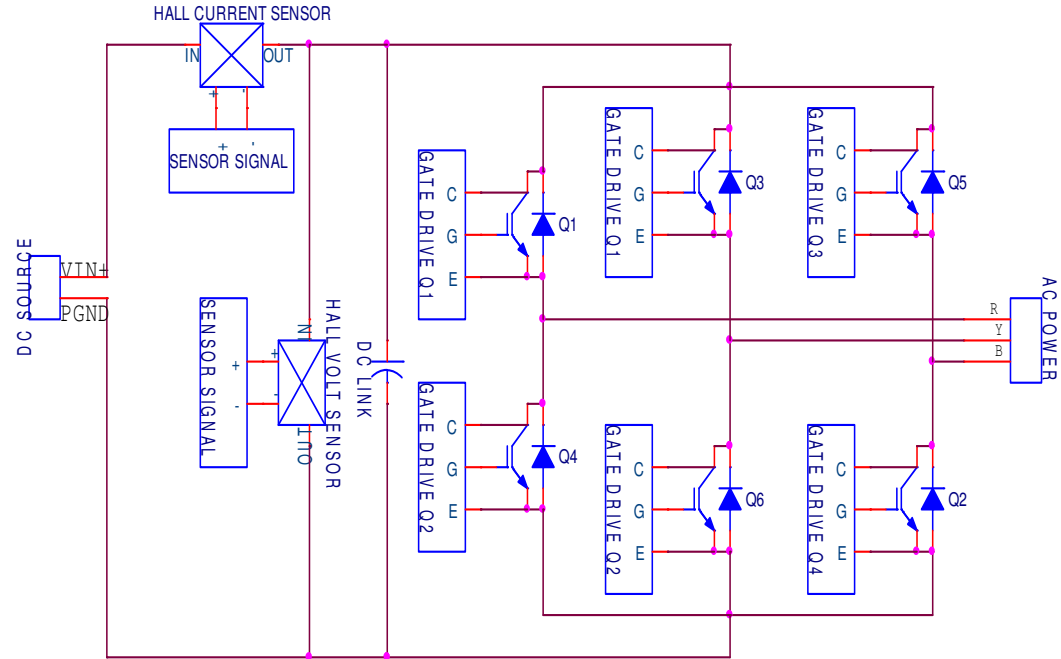 HALL CURRENT SENSOR
IN
OUT
+
-
+
-
SENSOR SIGNAL
DC SOURCE
VIN+
PGND
SENSOR SIGNAL
+
-
+
-
IN
OUT
HALL VOLT SENSOR
DC LINK
GATE DRIVE Q1
C
G
E
Q1
GATE DRIVE Q1
C
G
E
Q3
GATE DRIVE Q3
C
G
E
Q5
GATE DRIVE Q2
C
G
E
Q4
GATE DRIVE Q2
C
G
E
Q6
GATE DRIVE Q4
C
G
E
Q2
R
Y
B
AC POWER